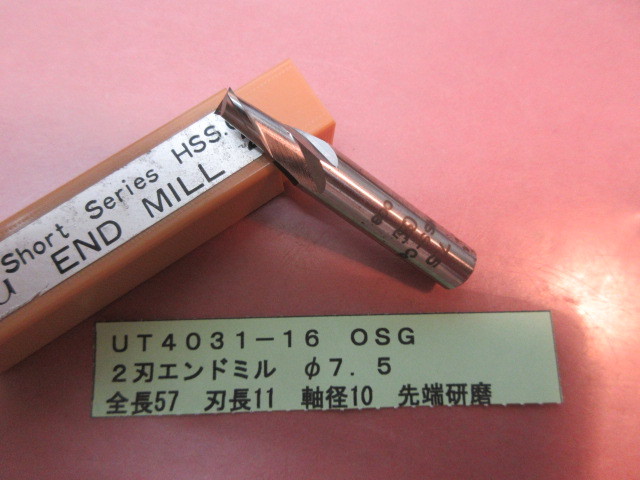 Short Series HSS.
END MILL
UT4031-16 OSG
2刃エンドミル φ7.5
全長57 刃長11 軸径10 先端研磨